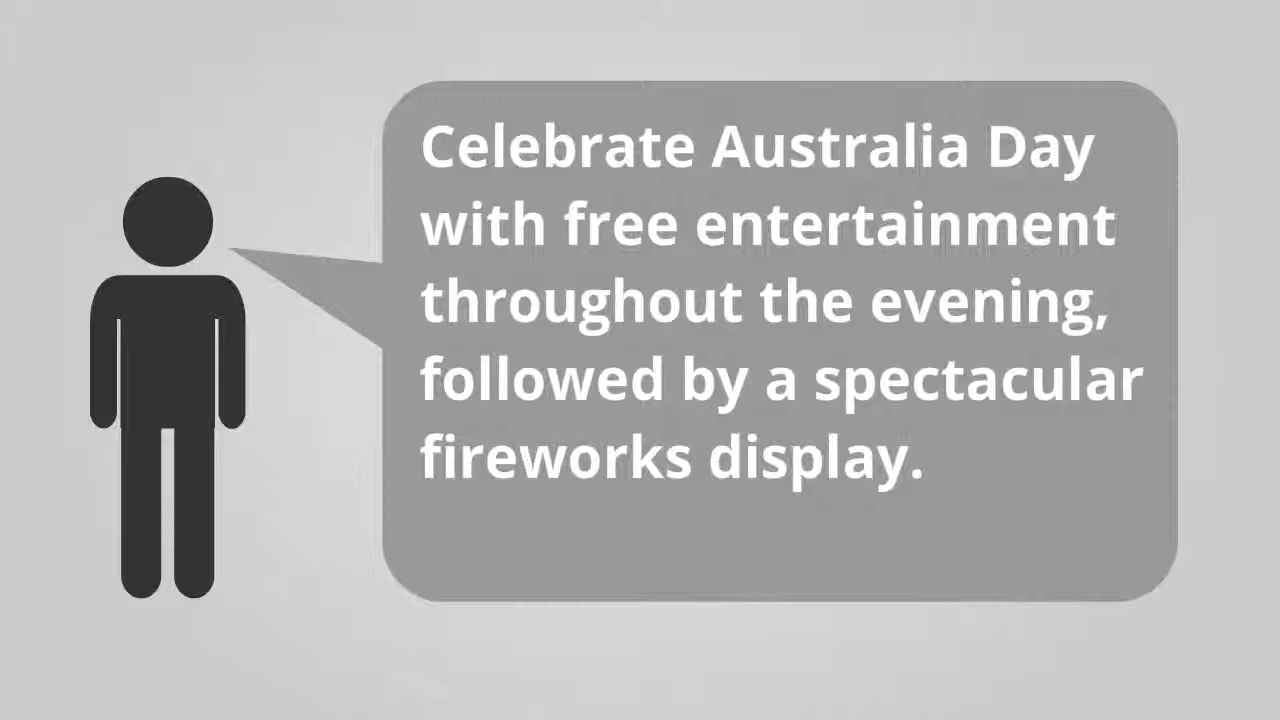 Celebrate Australia Day
with free entertainment
throughout the evening,
followed by a spectacular
fireworks display.